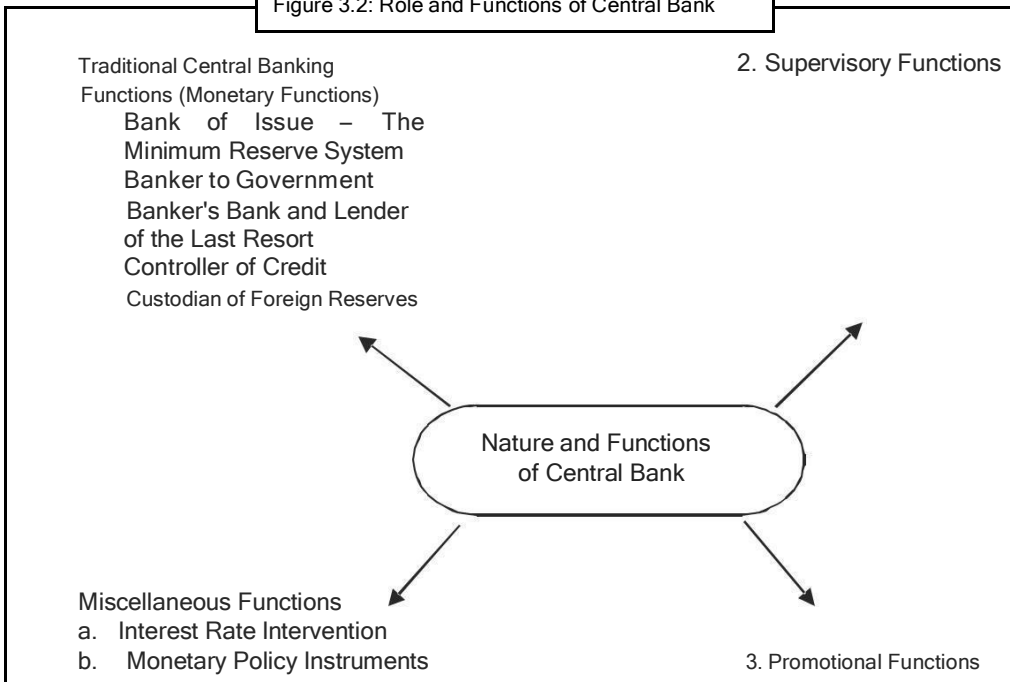 Figure 3.2: Role and Functions of Central Bank
Traditional Central Banking
Functions (Monetary Functions)
Bank of Issue – The
Minimum Reserve System
Banker to Government
Banker's Bank and Lender
of the Last Resort
Controller of Credit
Custodian of Foreign Reserves
2. Supervisory Functions
Nature and Functions
of Central Bank
Miscellaneous Functions
a. Interest Rate Intervention
b. Monetary Policy Instruments
3. Promotional Functions